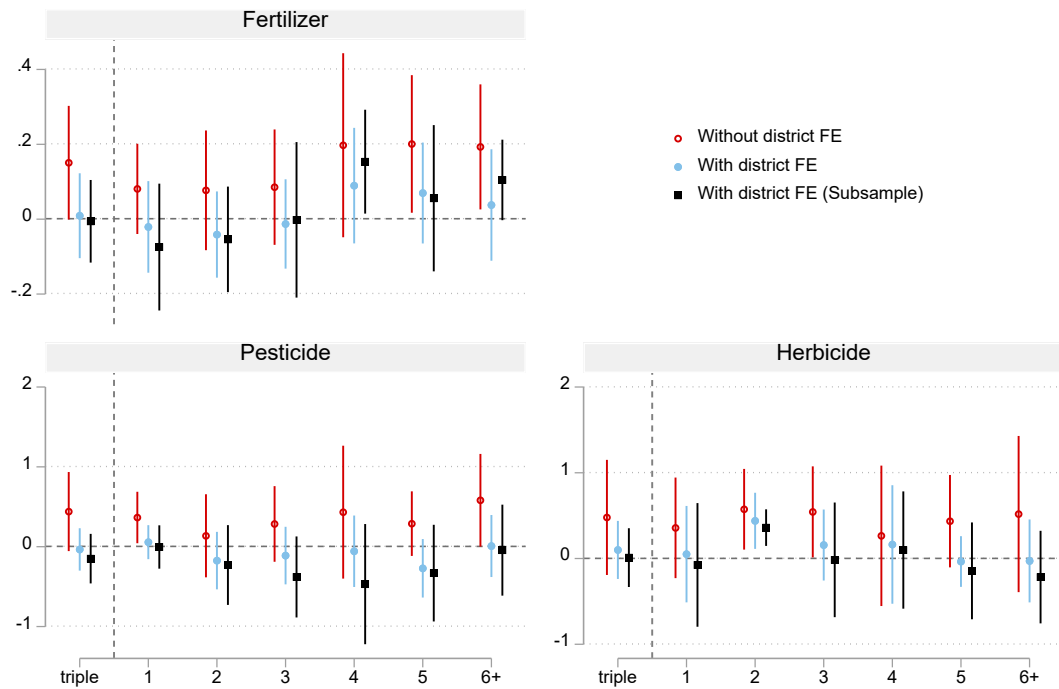 Fertilizer
.4
.2
0
-.2
Without district FE
With district FE
With district FE (Subsample)
Pesticide
2
1
0
-1
triple 1 2 3 4 5 6+
Herbicide
2
1
0
-1
triple 1 2 3 4 5 6+